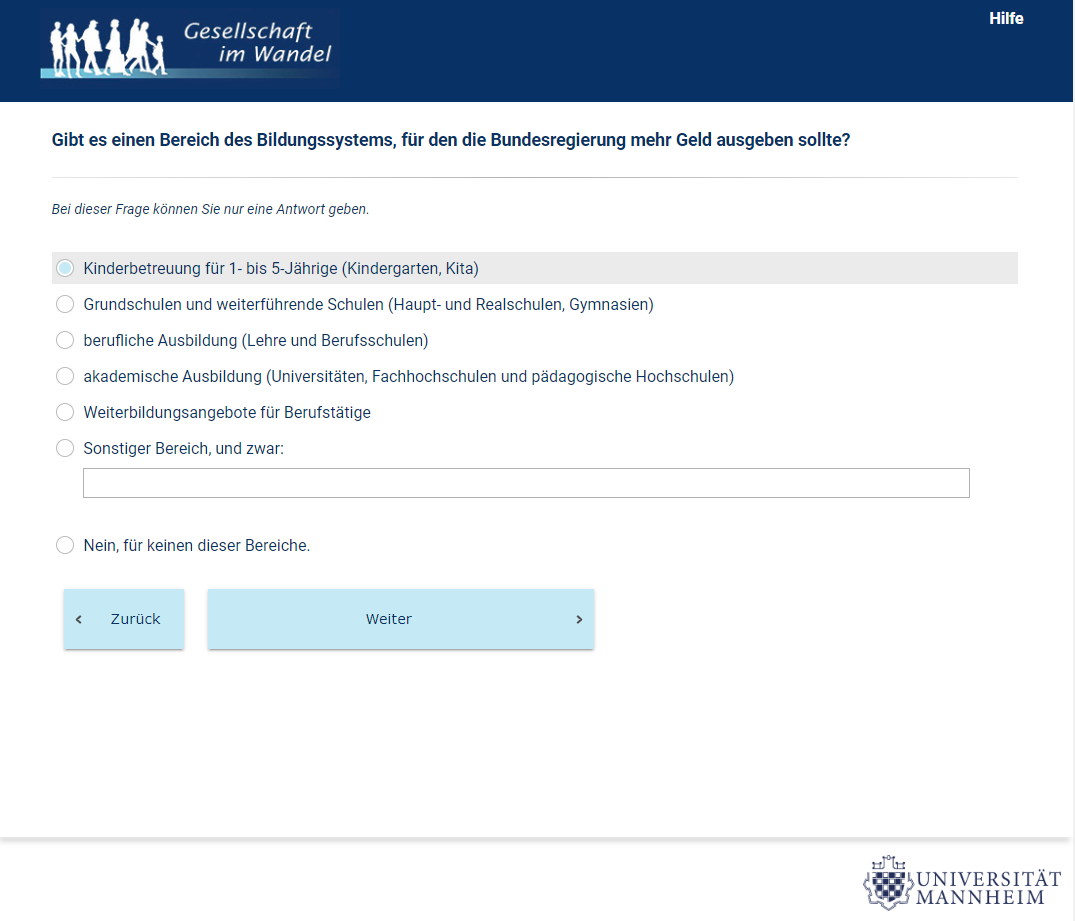 Gesellschaft
im Wandel
Hilfe
Gibt es einen Bereich des Bildungssystems, für den die Bundesregierung mehr Geld ausgeben sollte?
Bei dieser Frage können Sie nur eine Antwort geben.
Kinderbetreuung für 1- bis 5-Jährige (Kindergarten, Kita)
Grundschulen und weiterführende Schulen (Haupt- und Realschulen, Gymnasien)
berufliche Ausbildung (Lehre und Berufsschulen)
akademische Ausbildung (Universitäten, Fachhochschulen und pädagogische Hochschulen)
Weiterbildungsangebote für Berufstätige
Sonstiger Bereich, und zwar:
Nein, für keinen dieser Bereiche.
‹ Zurück
Weiter ›
UNIVERSITÄT
MANNHEIM